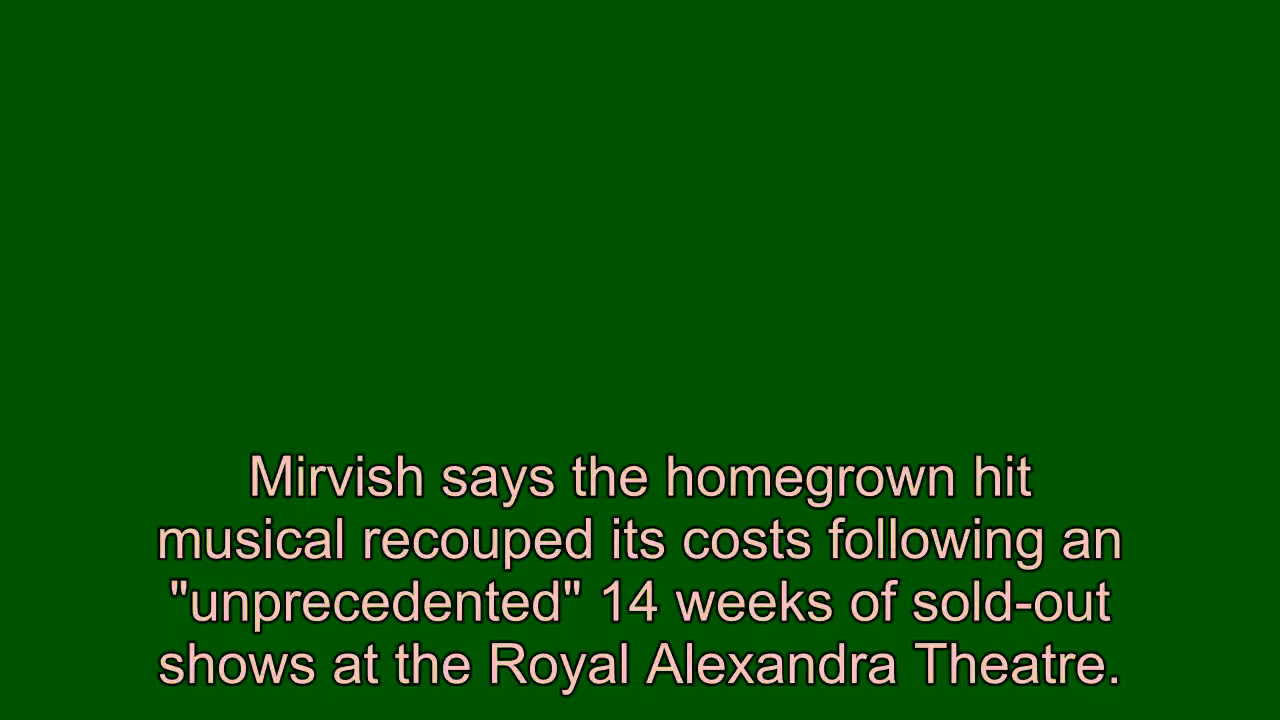 Mirvish says the homegrown hit
musical recouped its costs following an
"unprecedented" 14 weeks of sold-out
shows at the Royal Alexandra Theatre.